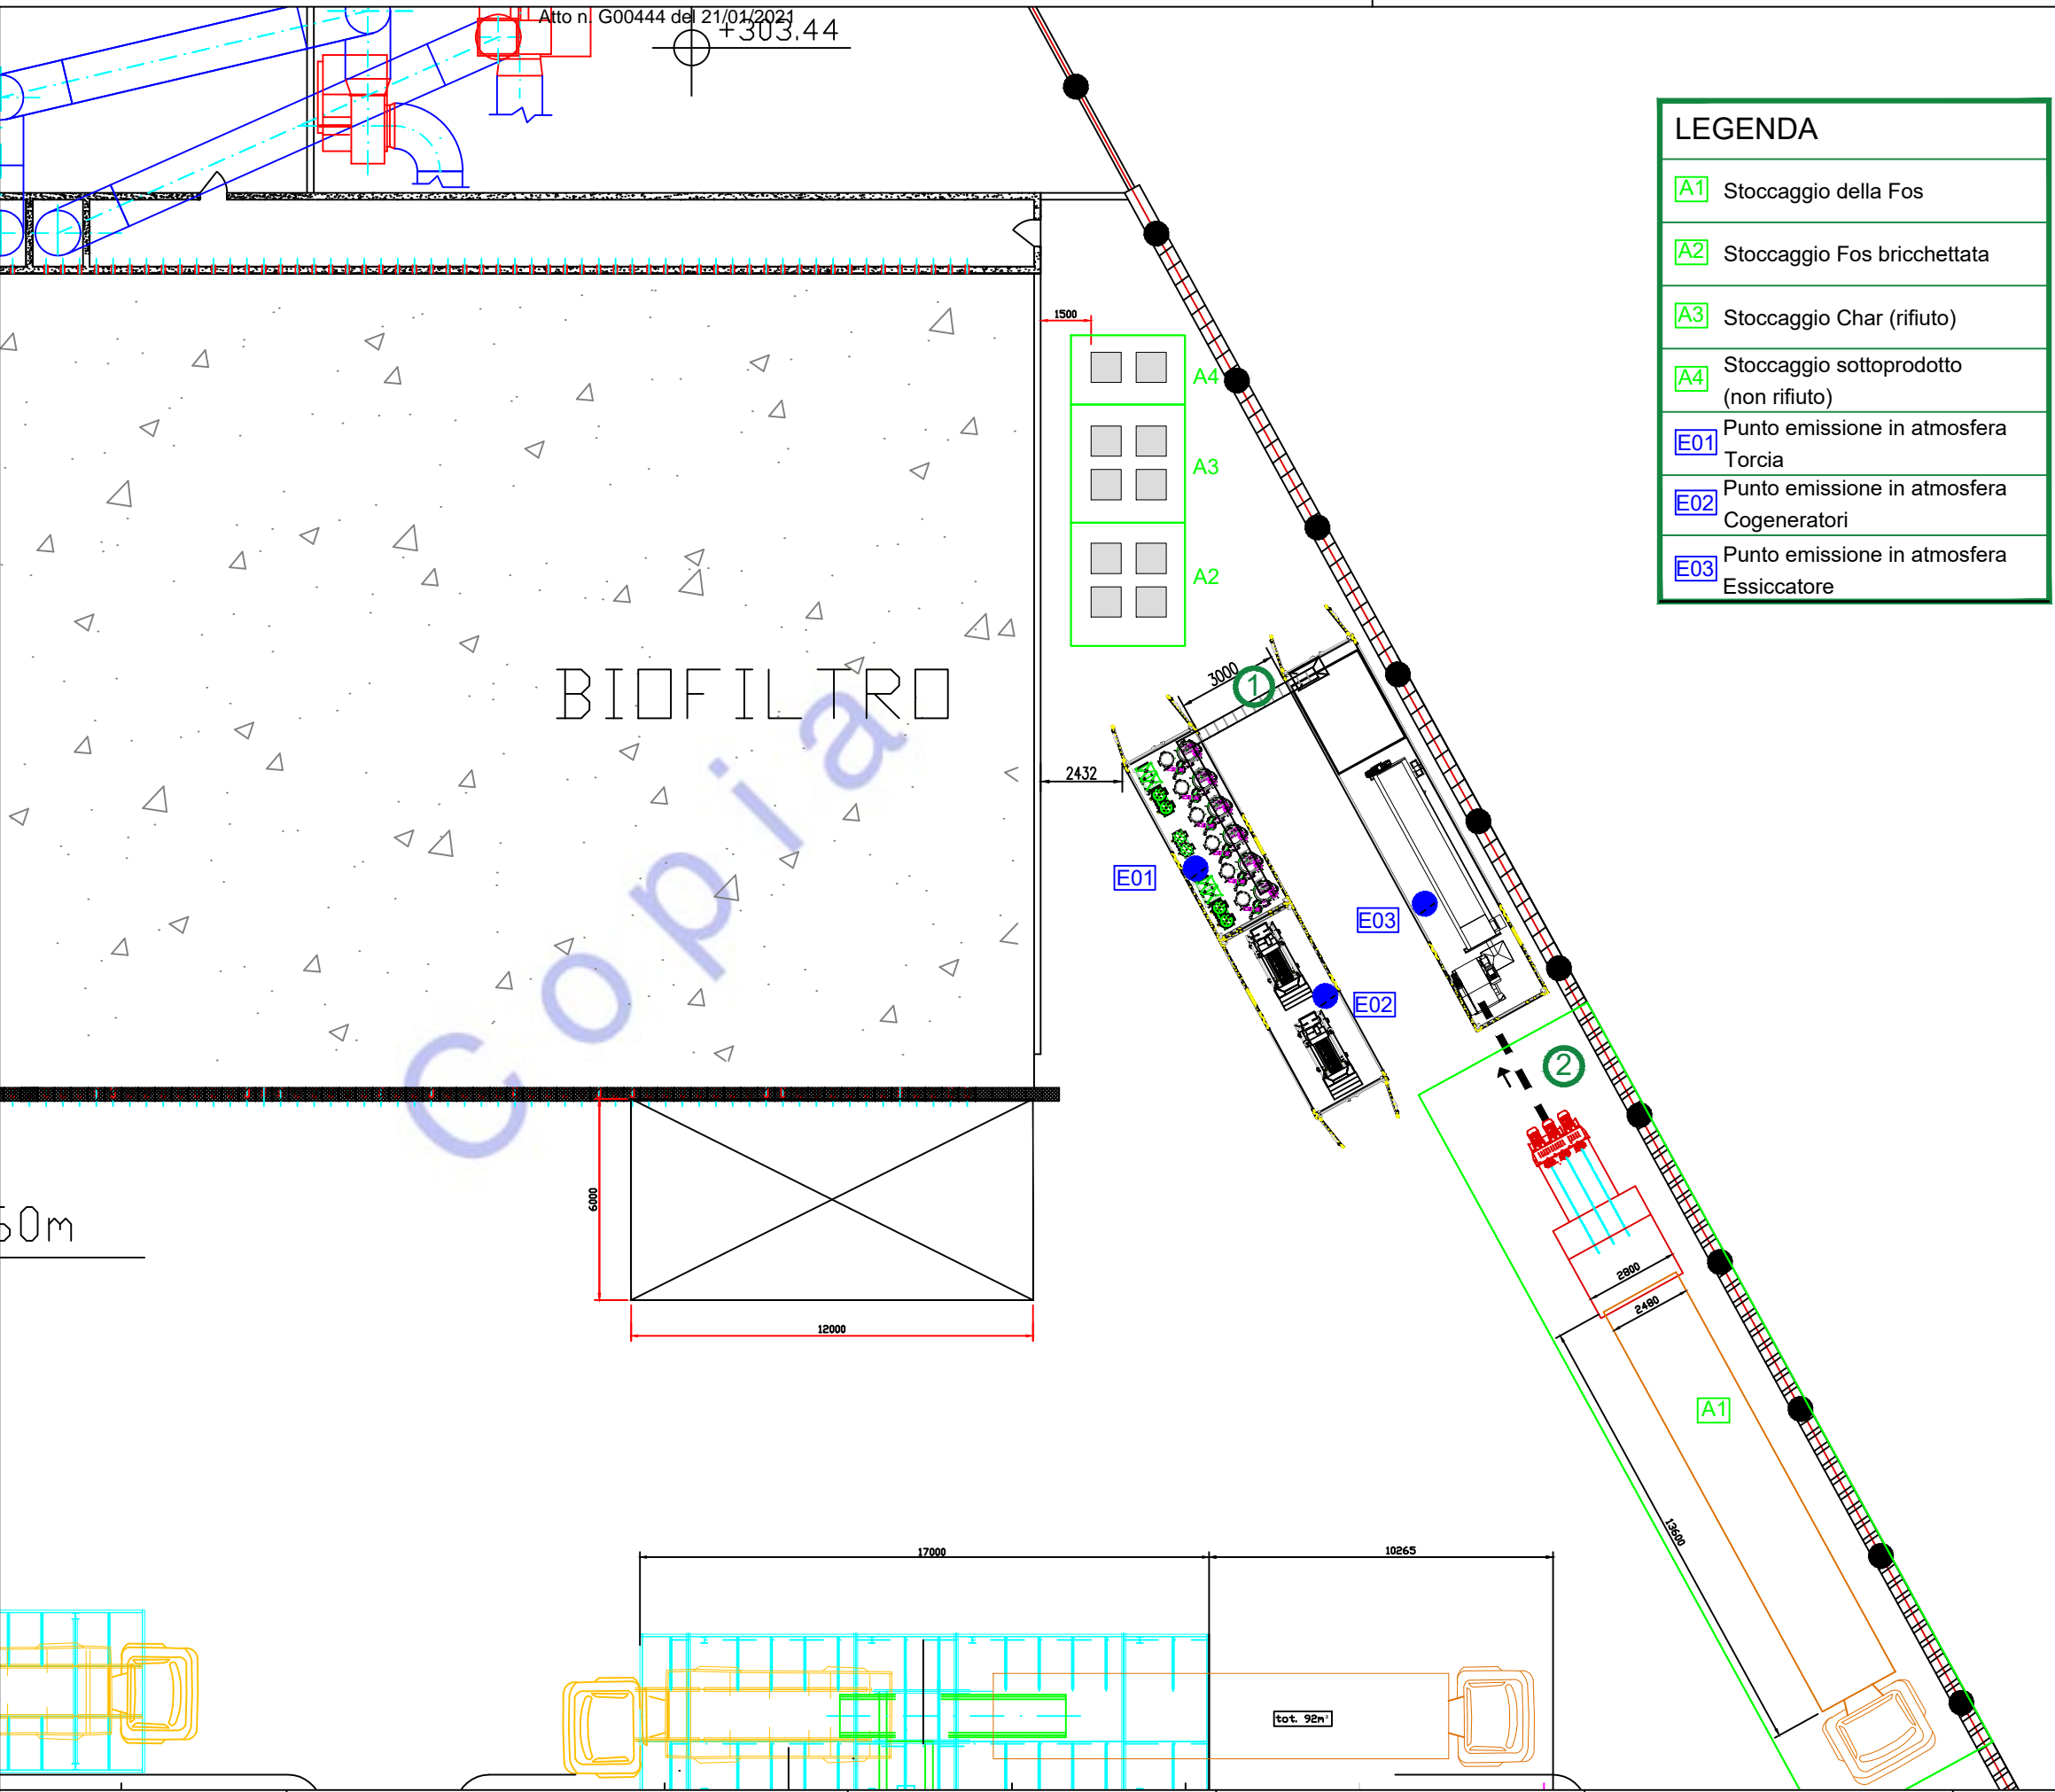 Atto n. G00444 del 21/01/2021
+303.44
LEGENDA
A1 Stoccaggio della Fos
A2 Stoccaggio Fos bricchettata
A3 Stoccaggio Char (rifiuto)
A4 Stoccaggio sottoprodotto
(non rifiuto)
E01 Punto emissione in atmosfera
Torcia
E02 Punto emissione in atmosfera
Cogeneratori
E03 Punto emissione in atmosfera
Essiccatore
1500
A4
A3
A2
BIOFILTRO
3000
1
2432
E01
E03
E02
2
Copia
6000
12000
60m
2800
2480
A1
13600
17000
10265
tot. 92m³